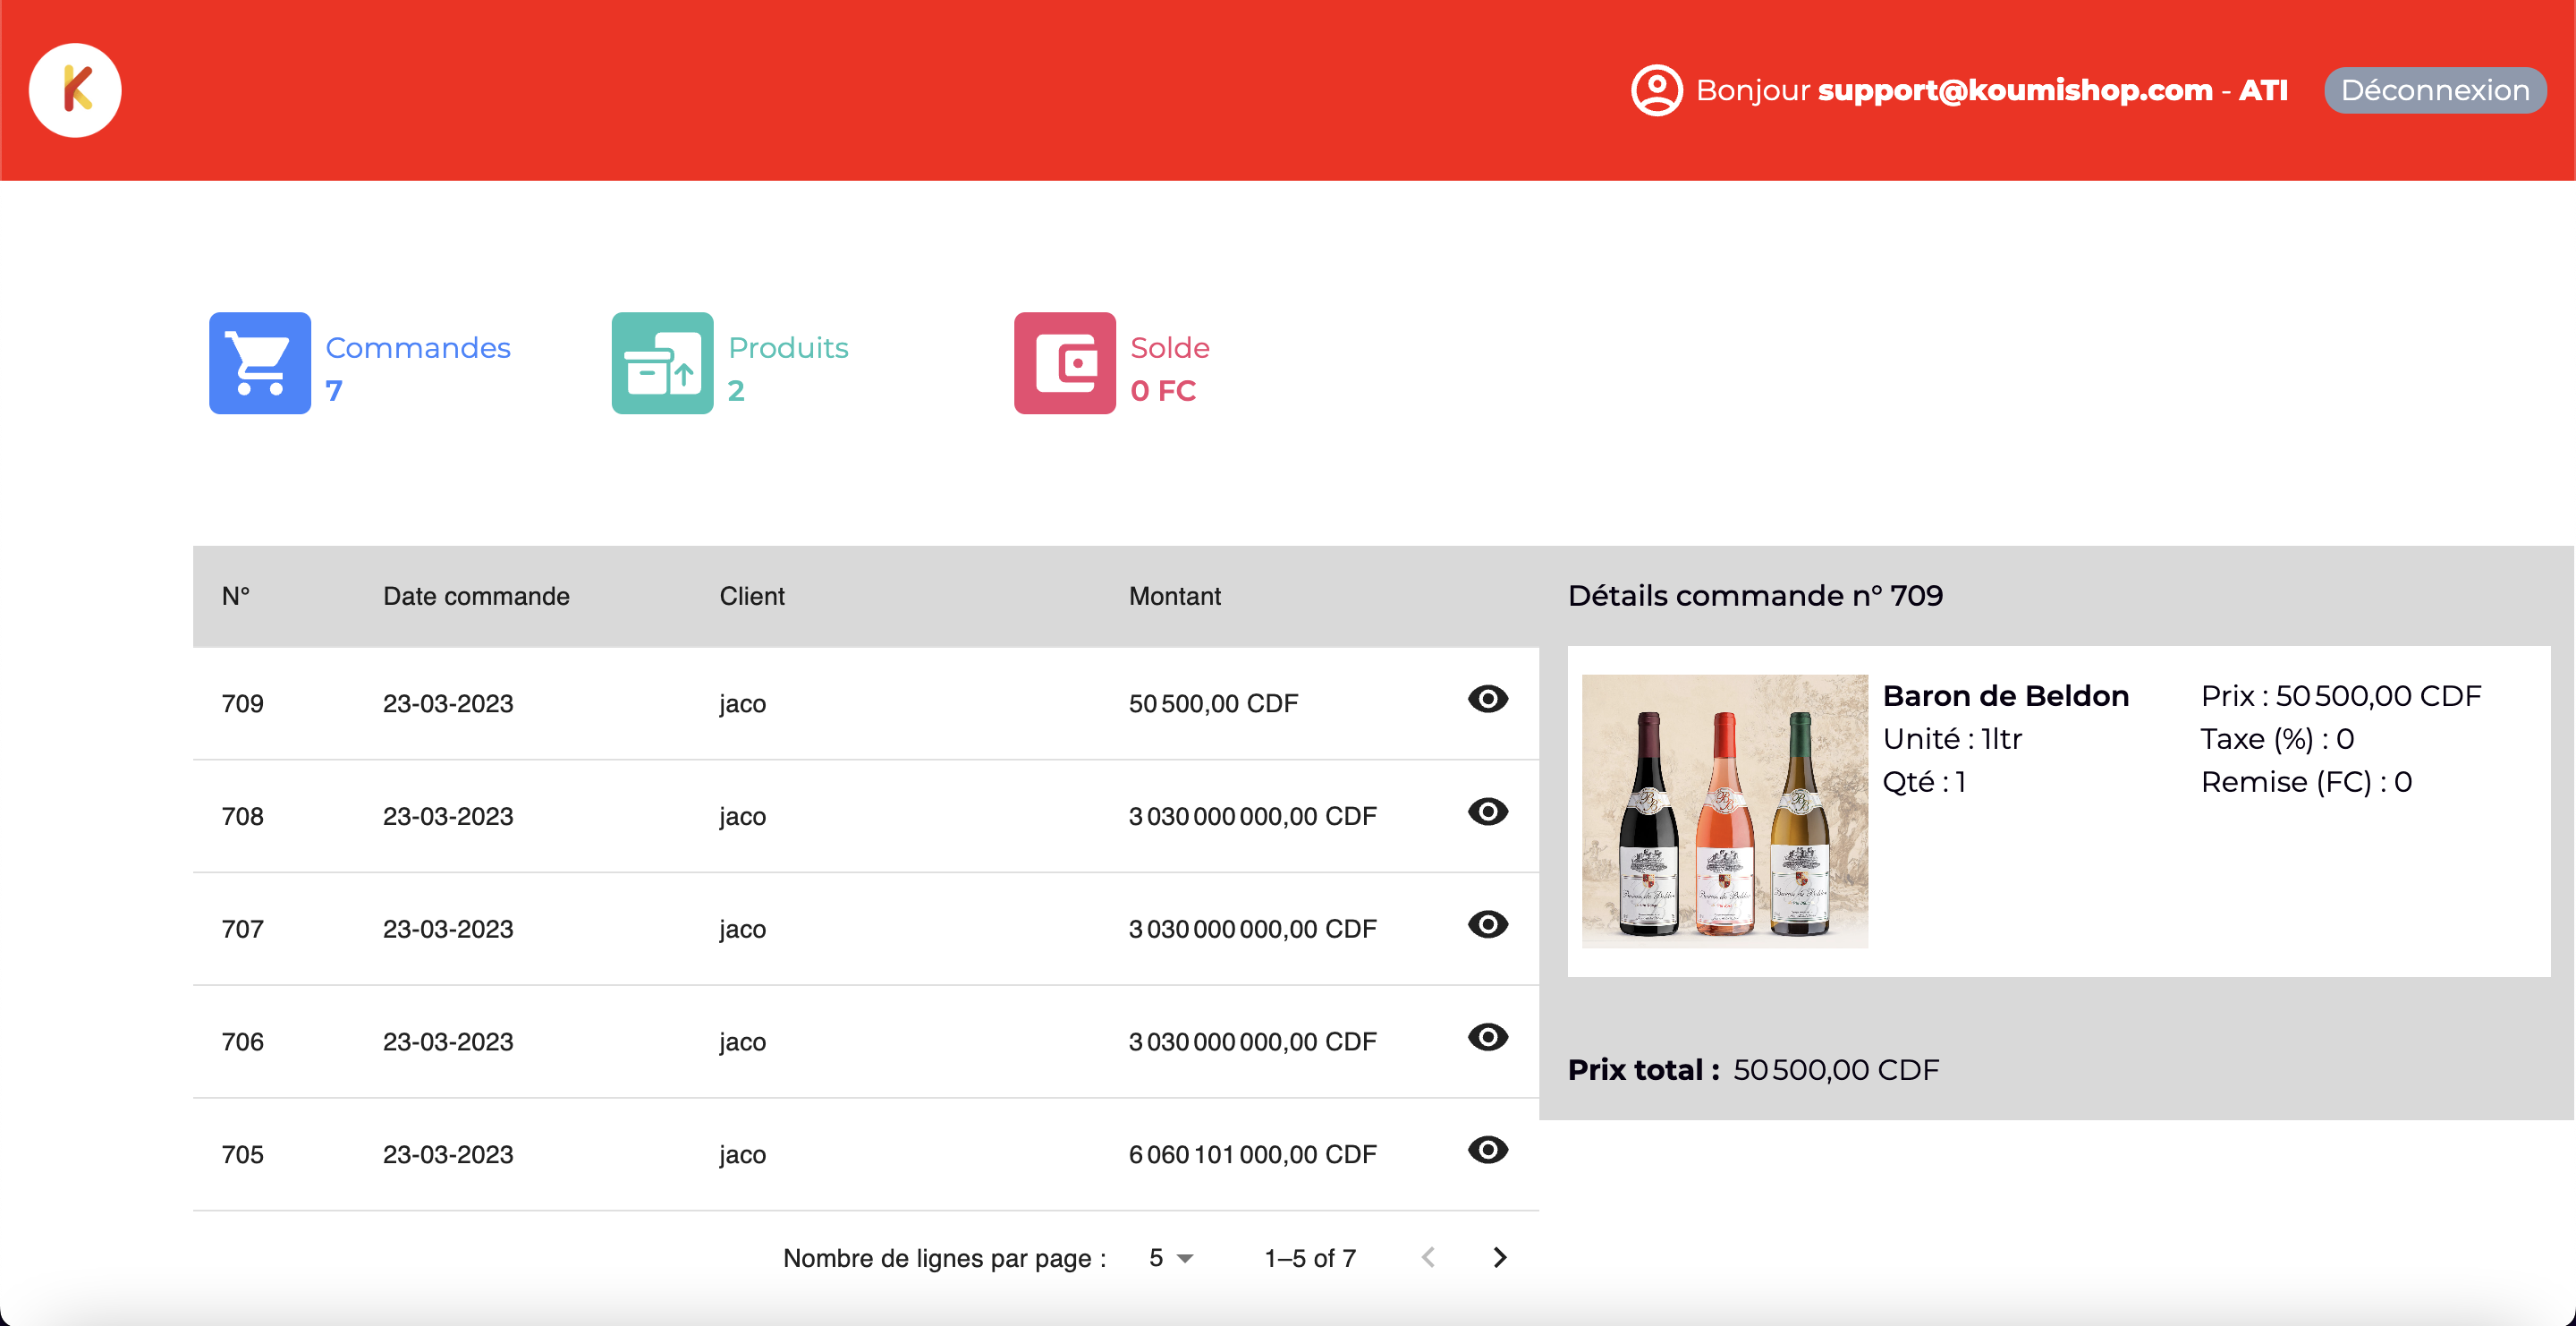 K
Bonjour support@koumishop.com - ATI
Déconnexion
Commandes
7
Produits
2
Solde
0 FC
N° Date commande Client Montant
709 23-03-2023 jaco 50 500,00 CDF
708 23-03-2023 jaco 3 030 000 000,00 CDF
707 23-03-2023 jaco 3 030 000 000,00 CDF
706 23-03-2023 jaco 3 030 000 000,00 CDF
705 23-03-2023 jaco 6 060 101 000,00 CDF
Nombre de lignes par page : 5 1–5 of 7
Détails commande n° 709
Baron de Beldon
Unité : 1ltr
Qté : 1
Prix : 50 500,00 CDF
Taxe (%) : 0
Remise (FC) : 0
Prix total : 50 500,00 CDF